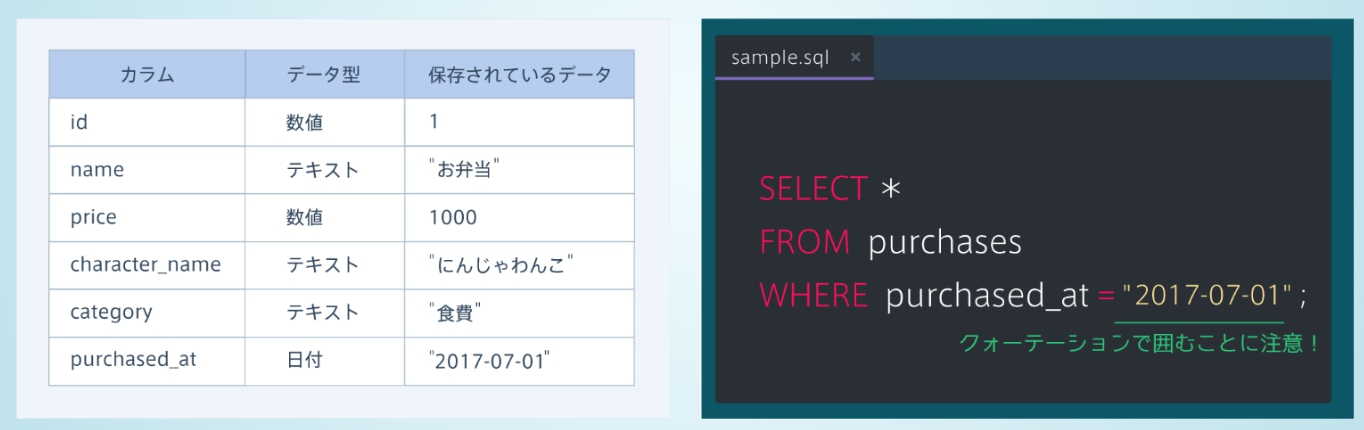 カラム データ型 保存されているデータ
id 数値 1
name テキスト "お弁当"
price 数値 1000
character_name テキスト "にんじゃわんこ"
category テキスト "食費"
purchased_at 日付 "2017-07-01"
sample.sql ×
SELECT *
FROM purchases
WHERE purchased_at = "2017-07-01" ;
クォーテーションで囲むことに注意！